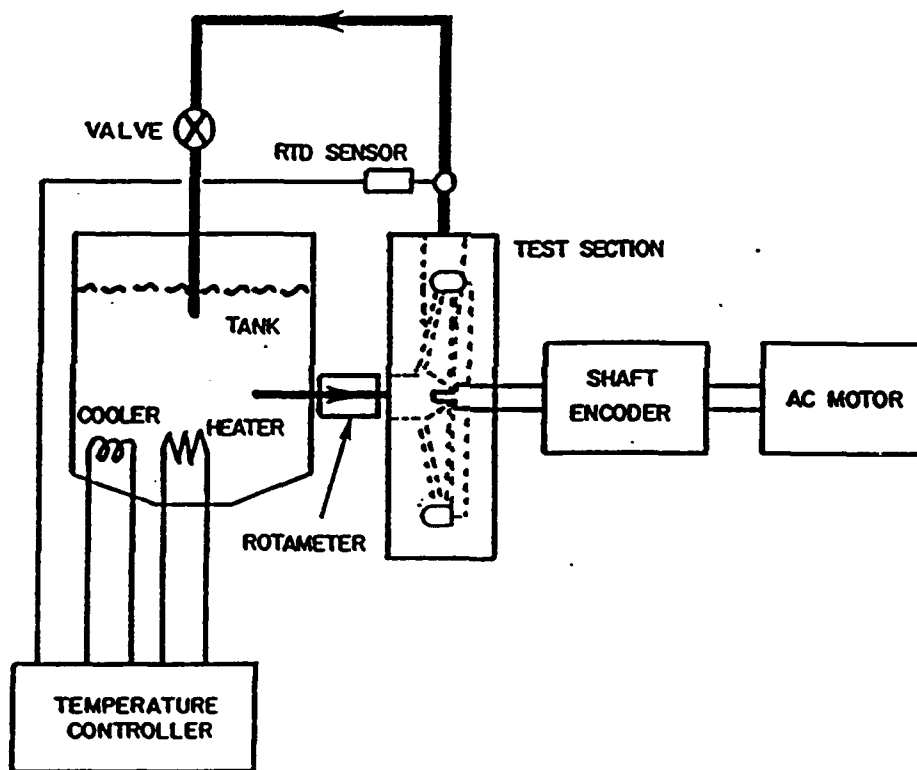 VALVE
RTD SENSOR
TEST SECTION
TANK
SHAFT
ENCODER
AC MOTOR
COOLER
HEATER
ROTAMETER
TEMPERATURE
CONTROLLER